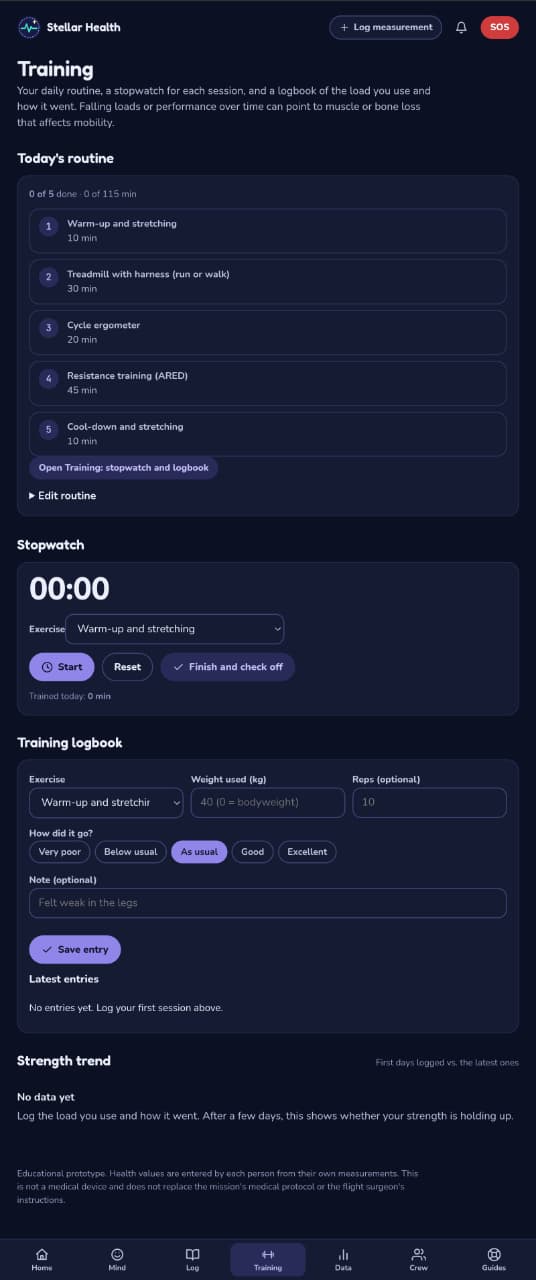 Stellar Health
+ Log measurement
SOS
Training
Your daily routine, a stopwatch for each session, and a logbook of the load you use and
how it went. Falling loads or performance over time can point to muscle or bone loss
that affects mobility.
Today's routine
0 of 5 done · 0 of 115 min
1
Warm-up and stretching
10 min
2
Treadmill with harness (run or walk)
30 min
3
Cycle ergometer
20 min
4
Resistance training (ARED)
45 min
5
Cool-down and stretching
10 min
Open Training: stopwatch and logbook
Edit routine
Stopwatch
00:00
Exercise Warm-up and stretching
Start Reset Finish and check off
Trained today: 0 min
Training logbook
Exercise Weight used (kg) Reps (optional)
Warm-up and stretchir 40 (0 = bodyweight) 10
How did it go?
Very poor Below usual As usual Good Excellent
Note (optional)
Felt weak in the legs
Save entry
Latest entries
No entries yet. Log your first session above.
Strength trend First days logged vs. the latest ones
No data yet
Log the load you use and how it went. After a few days, this shows whether your strength is holding up.
Educational prototype. Health values are entered by each person from their own measurements. This
is not a medical device and does not replace the mission's medical protocol or the flight surgeon's
instructions.
Home Mind Log Training Data Crew Guides